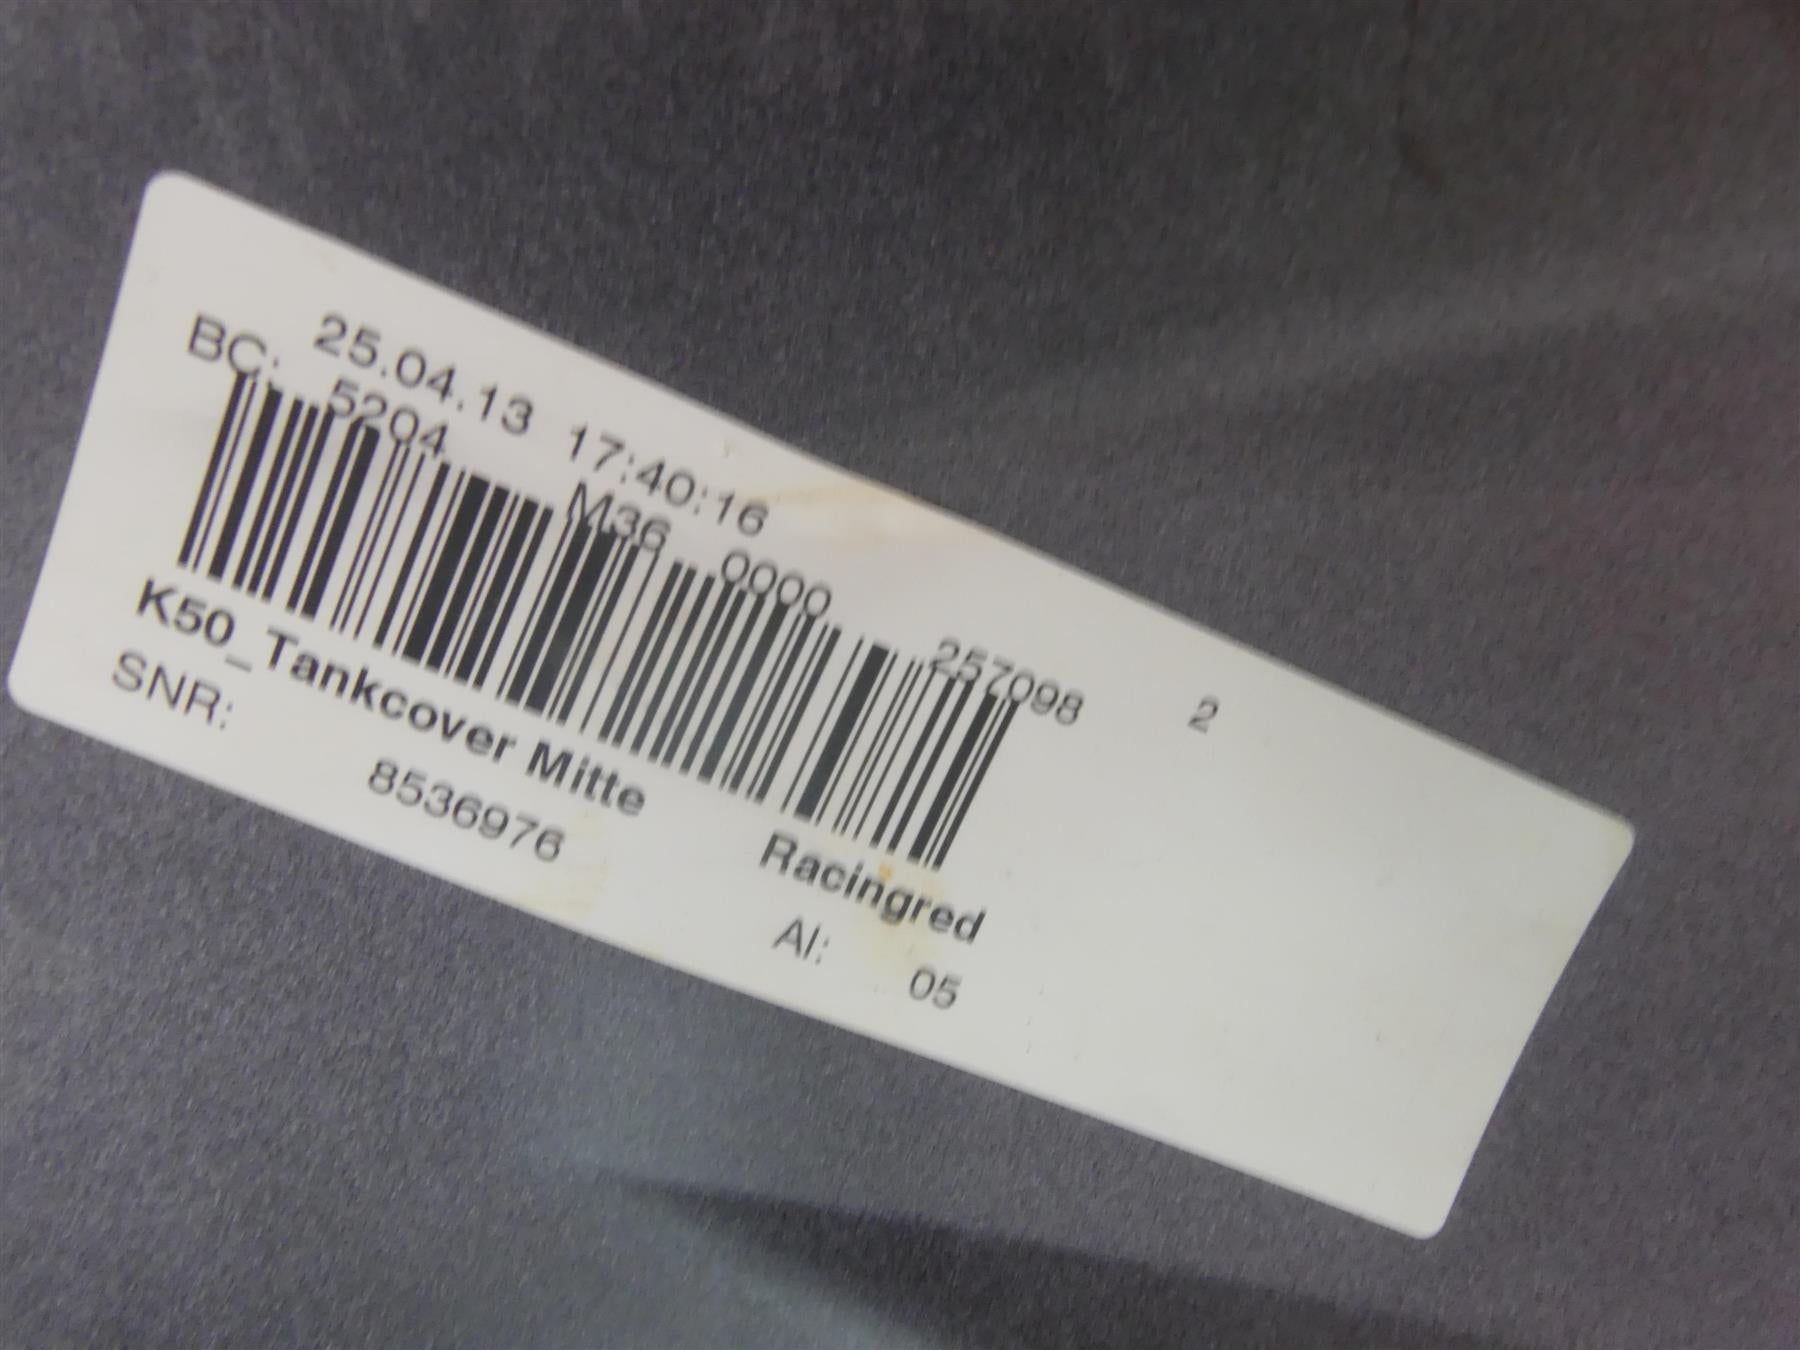 25.04.13 17:40:16
BC: 5204 M36 0000 257098 2
K50_Tankcover Mitte Racingred
SNR: 8536976 AI: 05